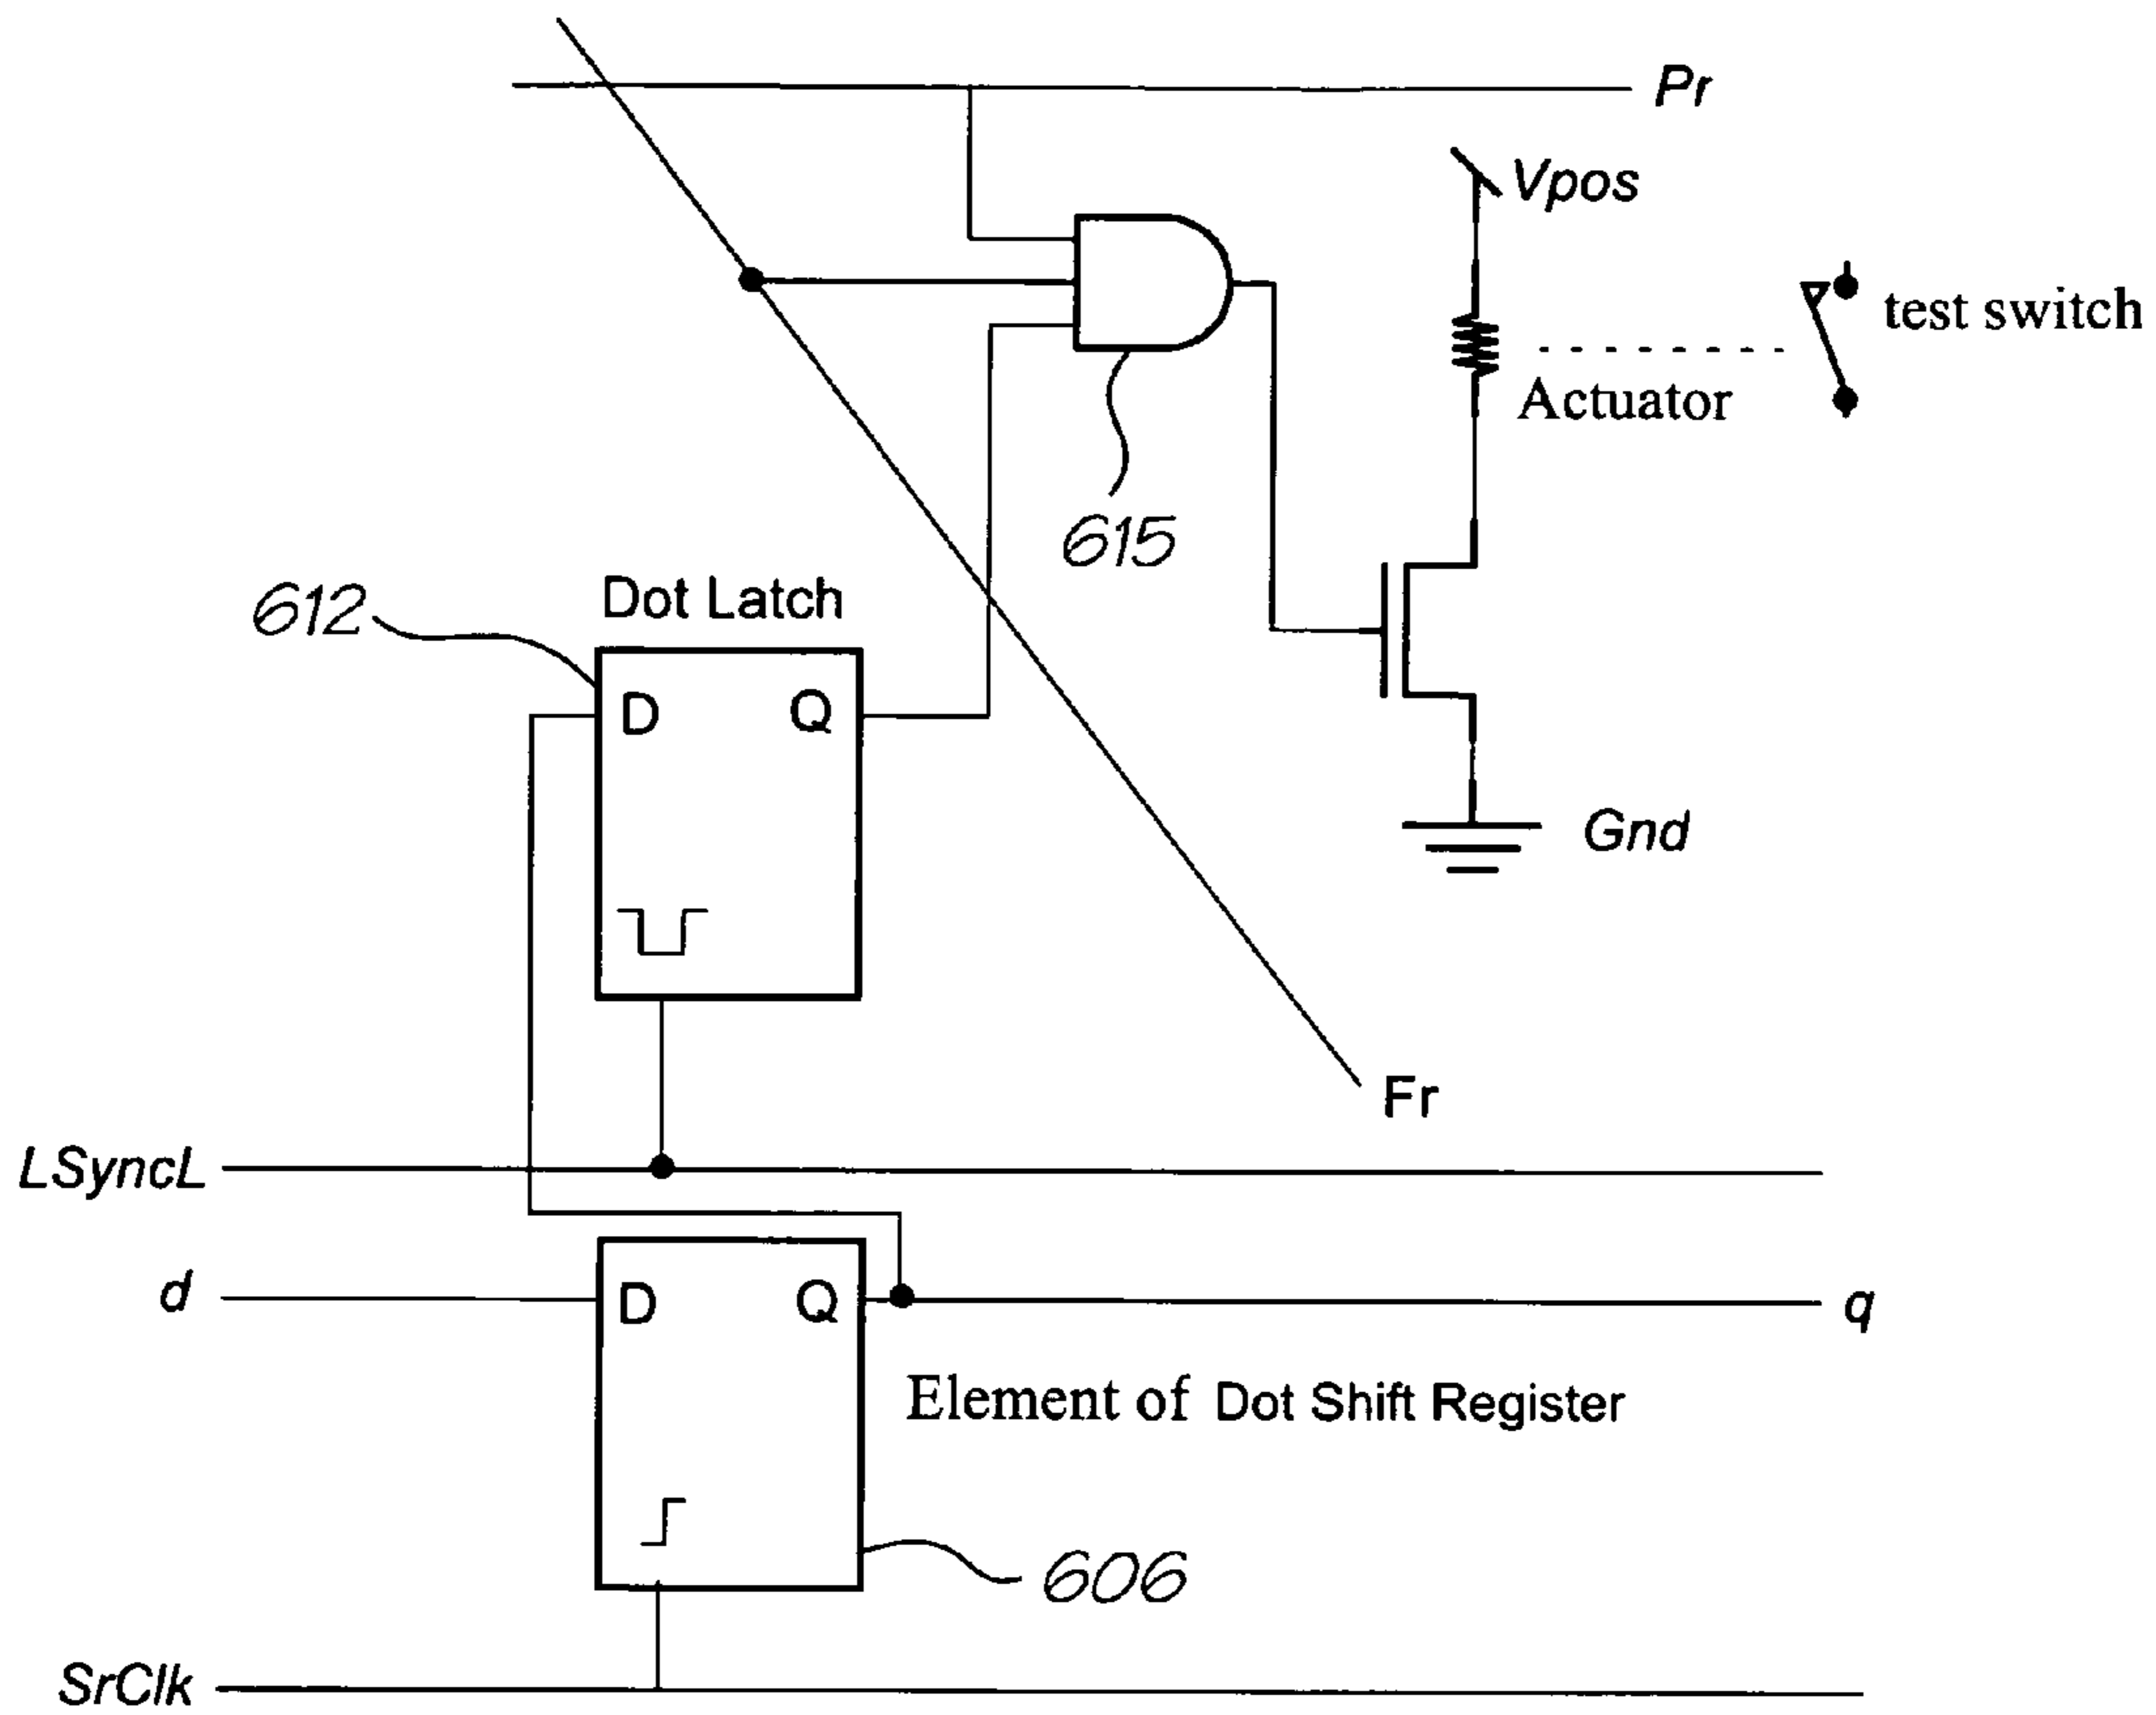 Pr
Vpos
test switch
Actuator
615
612
Dot Latch
D Q
Gnd
Fr
LSyncL
d
D Q
q
Element of Dot Shift Register
606
SrClk